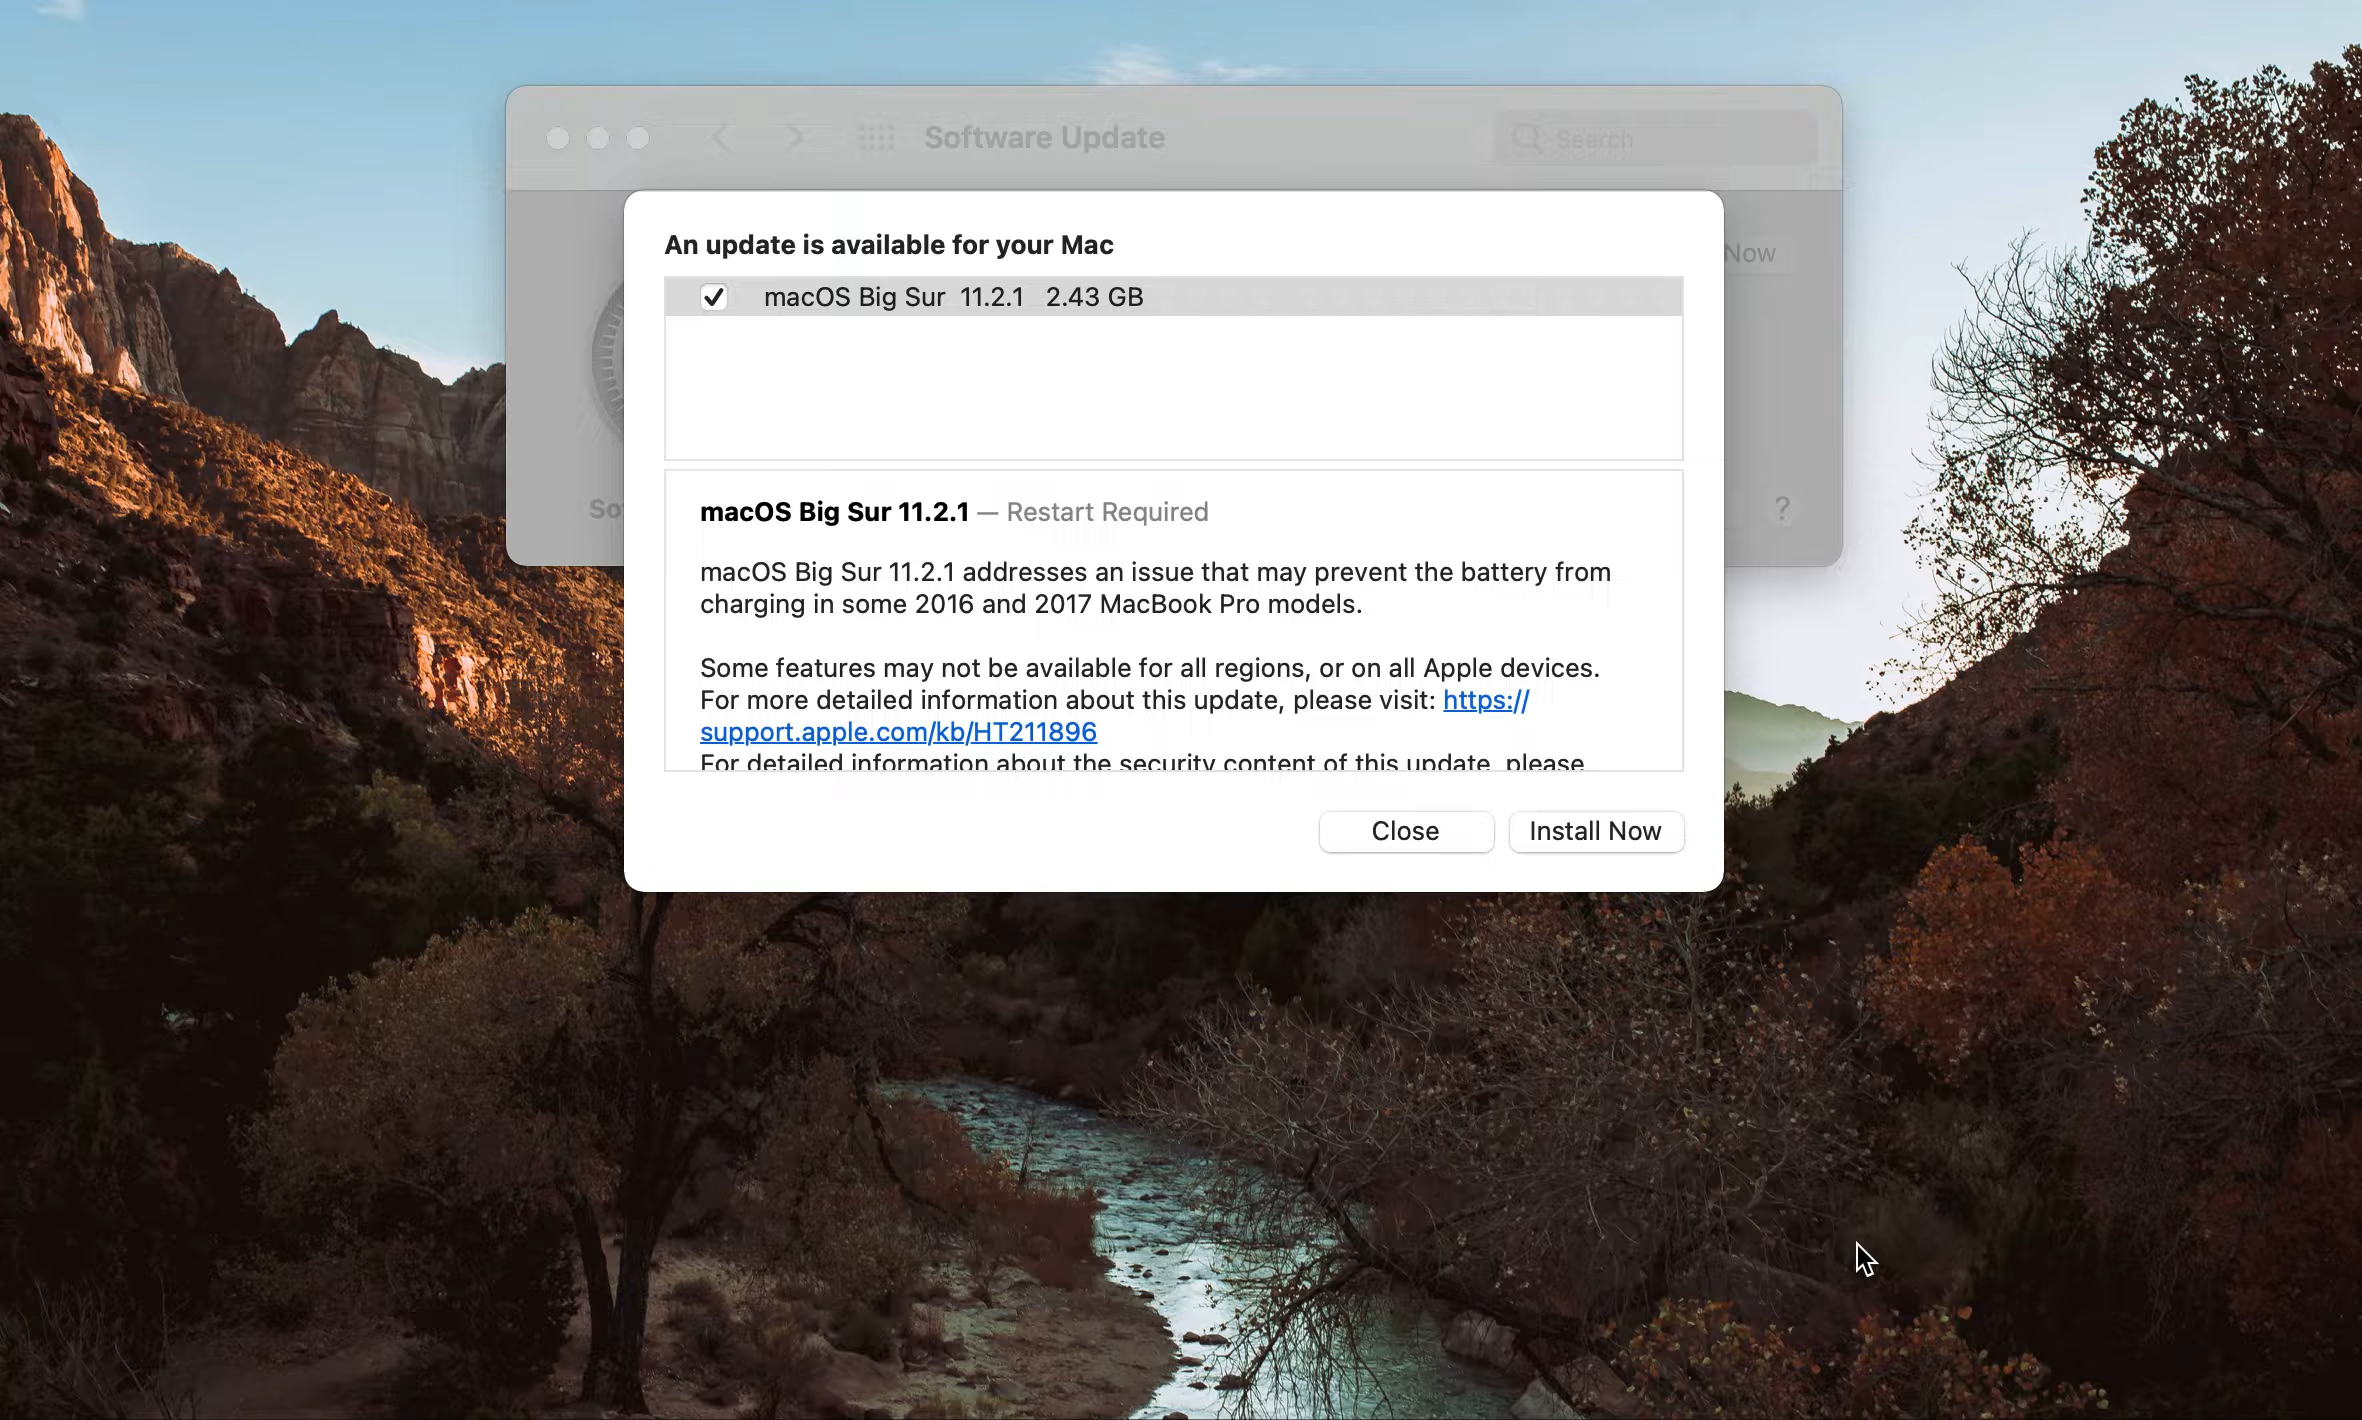 Software Update
Search
An update is available for your Mac
Now
macOS Big Sur 11.2.1 2.43 GB
macOS Big Sur 11.2.1 — Restart Required
So
?
macOS Big Sur 11.2.1 addresses an issue that may prevent the battery from
charging in some 2016 and 2017 MacBook Pro models.
Some features may not be available for all regions, or on all Apple devices.
For more detailed information about this update, please visit: https://
support.apple.com/kb/HT211896
For detailed information about the security content of this update, please
Close
Install Now